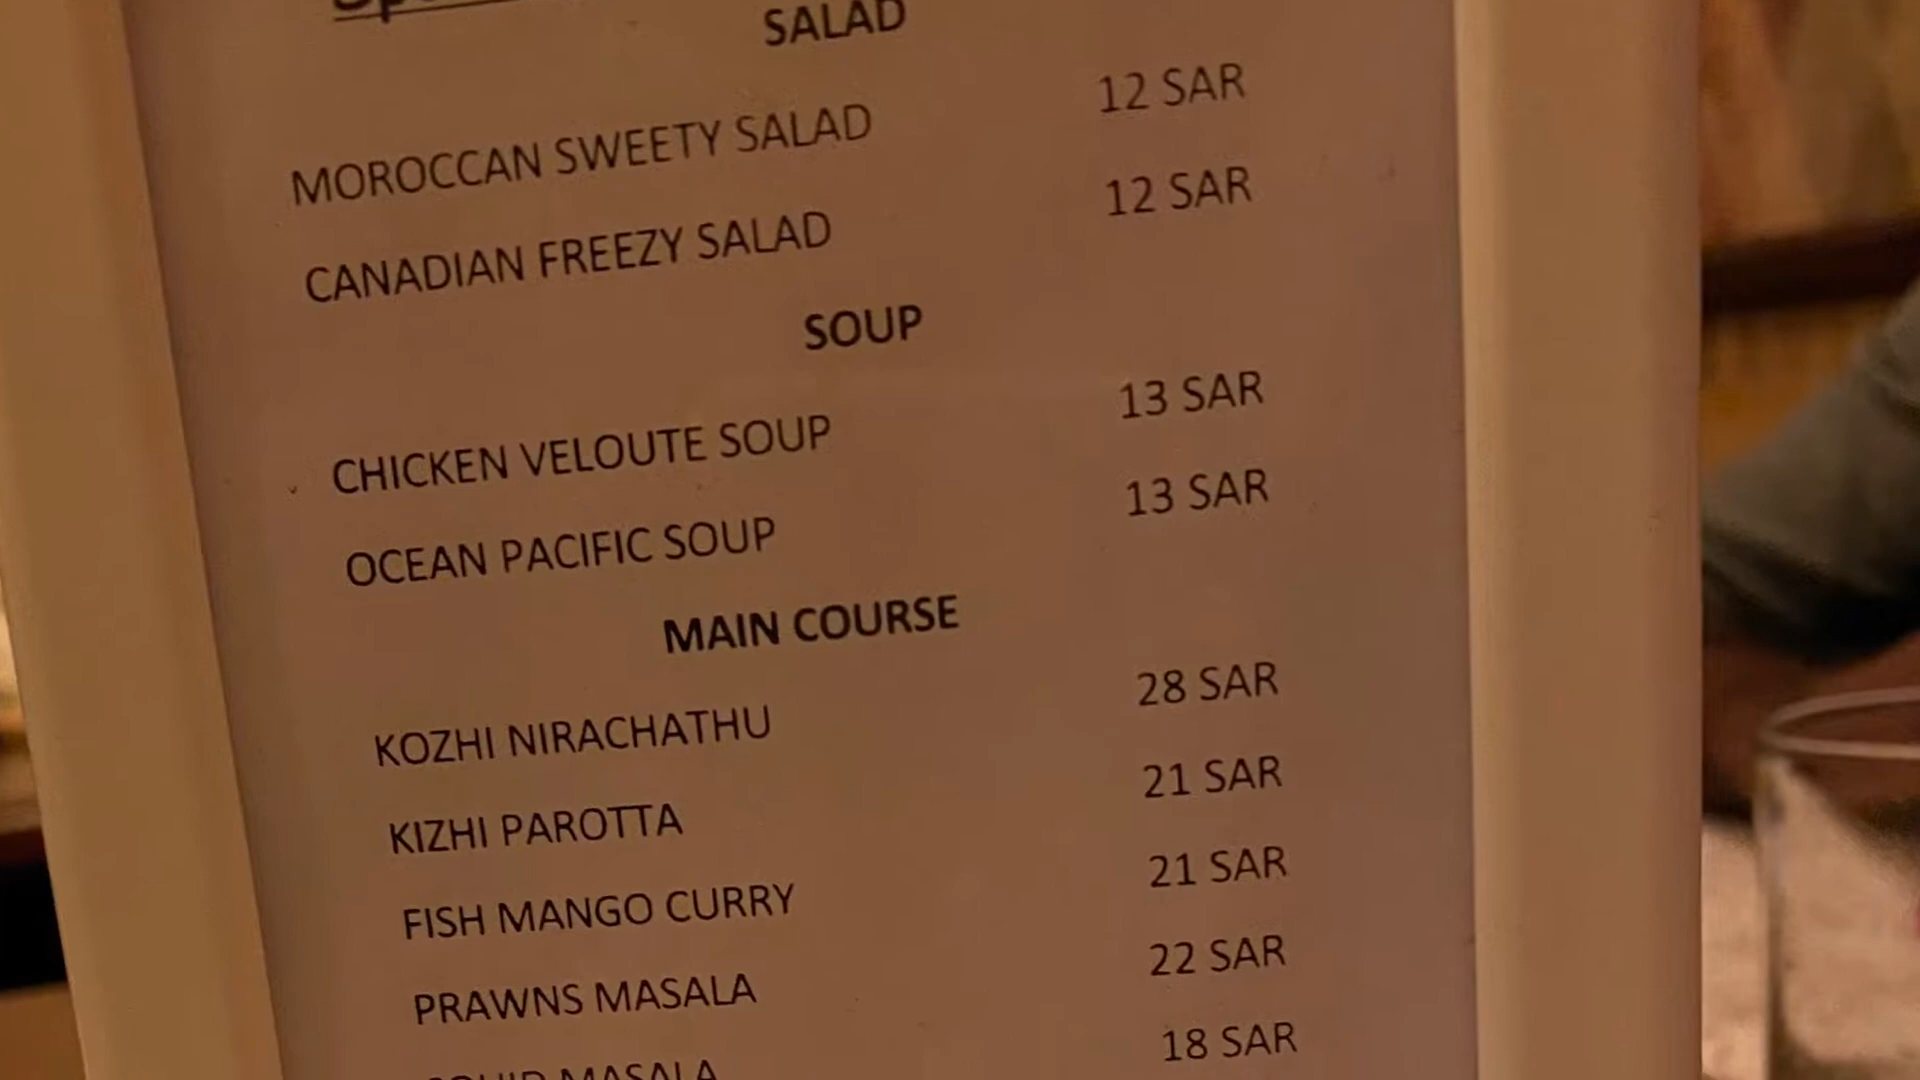 SALAD
MOROCCAN SWEETY SALAD 12 SAR
CANADIAN FREEZY SALAD 12 SAR
SOUP
CHICKEN VELOUTE SOUP 13 SAR
OCEAN PACIFIC SOUP 13 SAR
MAIN COURSE
KOZHI NIRACHATHU 28 SAR
KIZHI PAROTTA 21 SAR
FISH MANGO CURRY 21 SAR
PRAWNS MASALA 22 SAR
SQUID MASALA 18 SAR